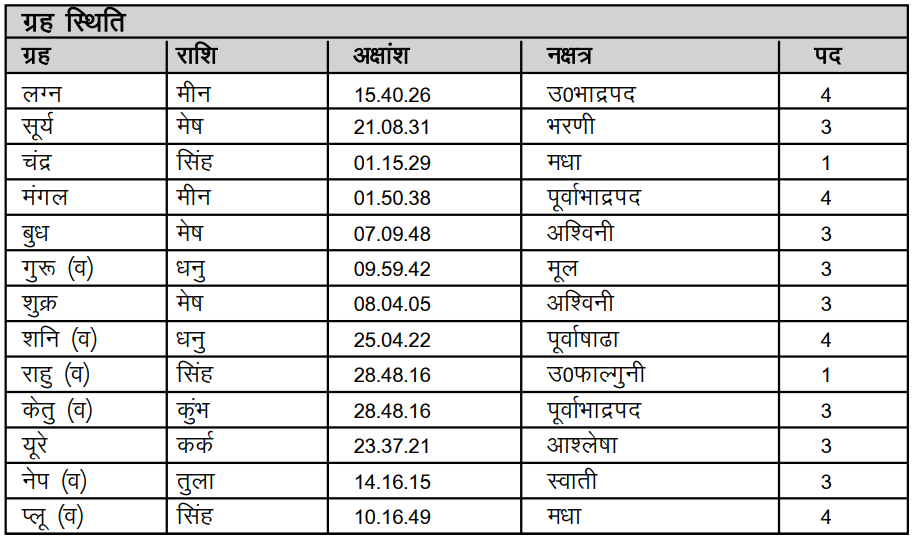 ग्रह स्थिति
ग्रह राशि अक्षांश नक्षत्र पद
लग्न मीन 15.40.26 उ0भाद्रपद 4
सूर्य मेष 21.08.31 भरणी 3
चंद्र सिंह 01.15.29 मधा 1
मंगल मीन 01.50.38 पूर्वाभाद्रपद 4
बुध मेष 07.09.48 अश्विनी 3
गुरू (व) धनु 09.59.42 मूल 3
शुक्र मेष 08.04.05 अश्विनी 3
शनि (व) धनु 25.04.22 पूर्वाषाढा 4
राहु (व) सिंह 28.48.16 उ0फाल्गुनी 1
केतु (व) कुंभ 28.48.16 पूर्वाभाद्रपद 3
यूरे कर्क 23.37.21 आश्लेषा 3
नेप (व) तुला 14.16.15 स्वाती 3
प्लू (व) सिंह 10.16.49 मधा 4